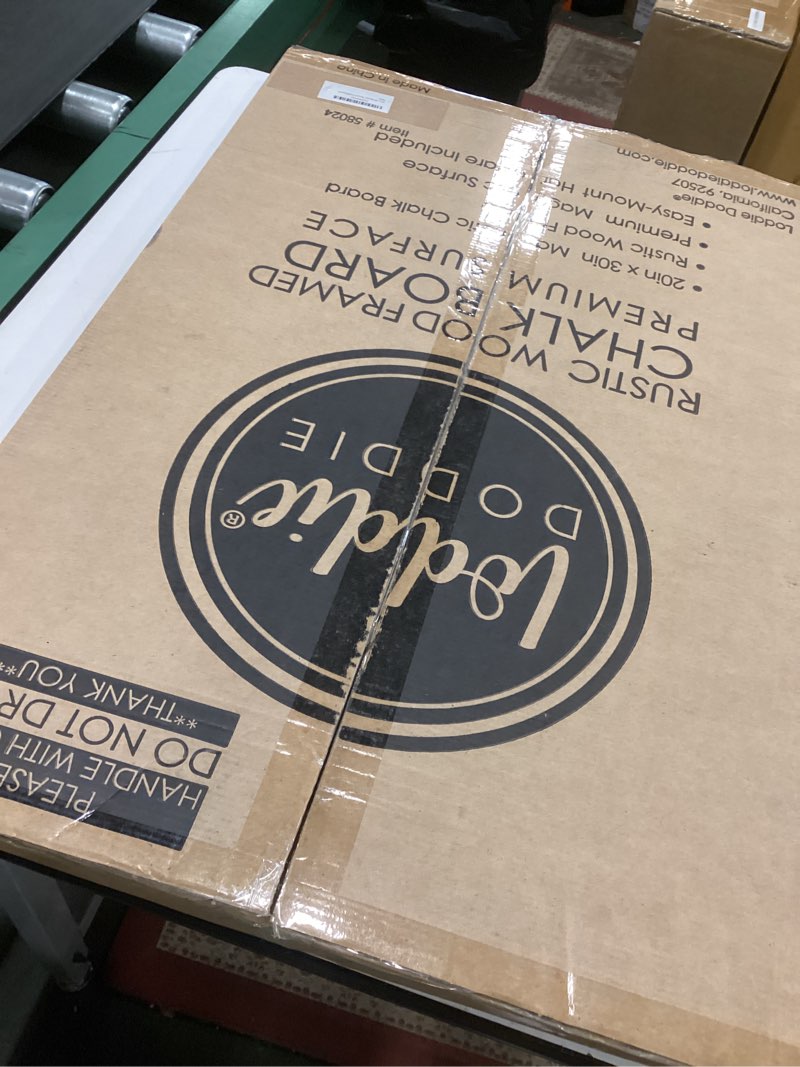 PLEASE
HANDLE WITH
DO NOT DR
**THANK YOU**
Loddie®
DODDIE
RUSTIC WOOD FRAMED
CHALK BOARD
PREMIUM SURFACE
• 20in x 30in Chalk Board
• Rustic Wood
• Premium Surface
• Easy-Mount Included
Loddie Doddie®
California, 92507
www.loddiedoddie.com
Item # 58024
Made in China